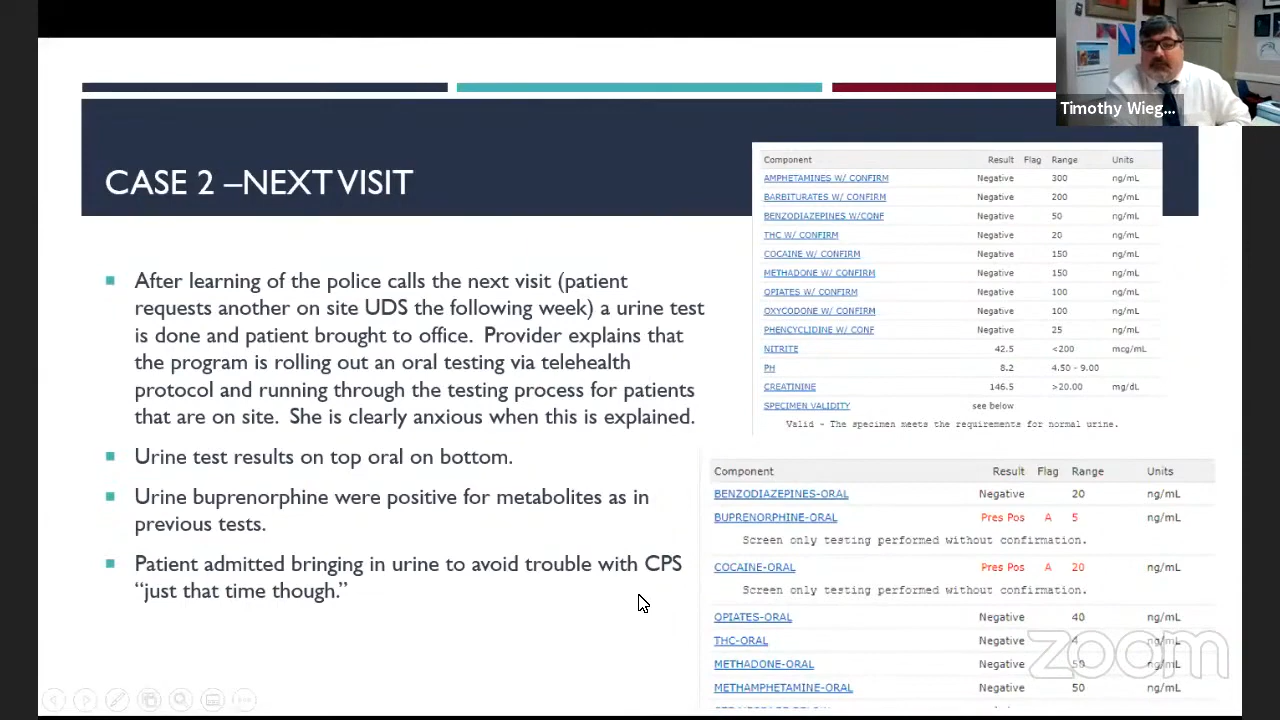 Timothy Wieg...
CASE 2 –NEXT VISIT
After learning of the police calls the next visit (patient
requests another on site UDS the following week) a urine test
is done and patient brought to office. Provider explains that
the program is rolling out an oral testing via telehealth
protocol and running through the testing process for patients
that are on site. She is clearly anxious when this is explained.
Urine test results on top oral on bottom.
Urine buprenorphine were positive for metabolites as in
previous tests.
Patient admitted bringing in urine to avoid trouble with CPS
“just that time though.”
Component Result Flag Range Units
AMPHETAMINES W/ CONFIRM Negative 300 ng/mL
BARBITURATES W/ CONFIRM Negative 200 ng/mL
BENZODIAZEPINES W/CONF Negative 50 ng/mL
THC W/ CONFIRM Negative 20 ng/mL
COCAINE W/ CONFIRM Negative 150 ng/mL
METHADONE W/ CONFIRM Negative 150 ng/mL
OPIATES W/ CONFIRM Negative 100 ng/mL
OXYCODONE W/ CONFIRM Negative 100 ng/mL
PHENCYCLIDINE W/ CONF Negative 25 ng/mL
NITRITE 42.5 <200 mcg/mL
PH 8.2 4.50 - 9.00
CREATININE 146.5 >20.00 mg/dL
SPECIMEN VALIDITY see below
Valid - The specimen meets the requirements for normal urine.
Component Result Flag Range Units
BENZODIAZEPINES-ORAL Negative 20 ng/mL
BUPRENORPHINE-ORAL Pres Pos A 5 ng/mL
Screen only testing performed without confirmation.
COCAINE-ORAL Pres Pos A 20 ng/mL
Screen only testing performed without confirmation.
OPIATES-ORAL Negative 40 ng/mL
THC-ORAL Negative 4 ng/mL
METHADONE-ORAL Negative 50 ng/mL
METHAMPHETAMINE-ORAL Negative 50 ng/mL
zoom